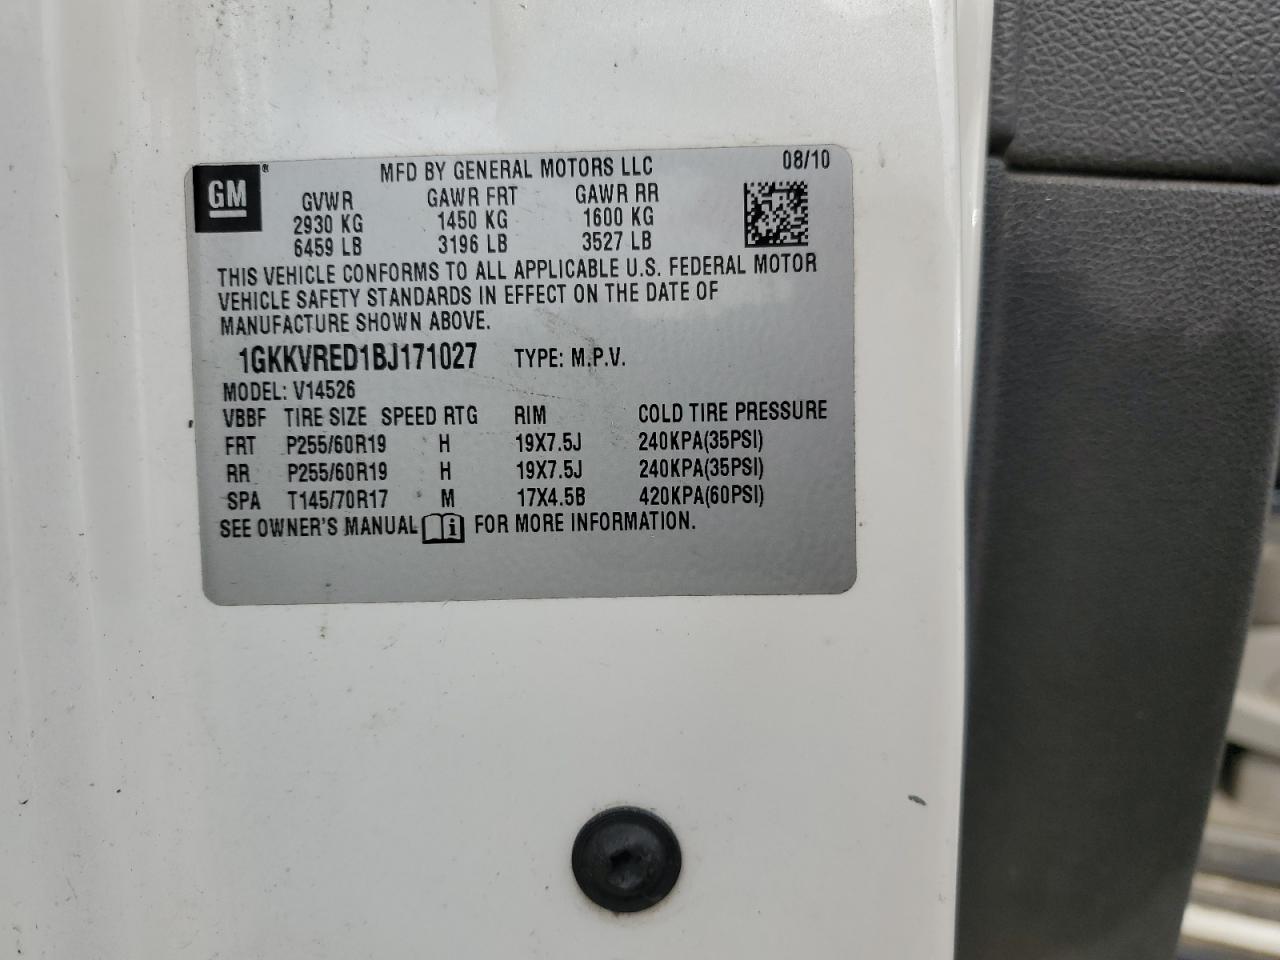 GM ® MFD BY GENERAL MOTORS LLC 08/10
GVWR GAWR FRT GAWR RR
2930 KG 1450 KG 1600 KG
6459 LB 3196 LB 3527 LB
THIS VEHICLE CONFORMS TO ALL APPLICABLE U.S. FEDERAL MOTOR
VEHICLE SAFETY STANDARDS IN EFFECT ON THE DATE OF
MANUFACTURE SHOWN ABOVE.
1GKKVRED1BJ171027 TYPE: M.P.V.
MODEL: V14526
VBBF TIRE SIZE SPEED RTG RIM COLD TIRE PRESSURE
FRT P255/60R19 H 19X7.5J 240KPA(35PSI)
RR P255/60R19 H 19X7.5J 240KPA(35PSI)
SPA T145/70R17 M 17X4.5B 420KPA(60PSI)
SEE OWNER'S MANUAL i FOR MORE INFORMATION.